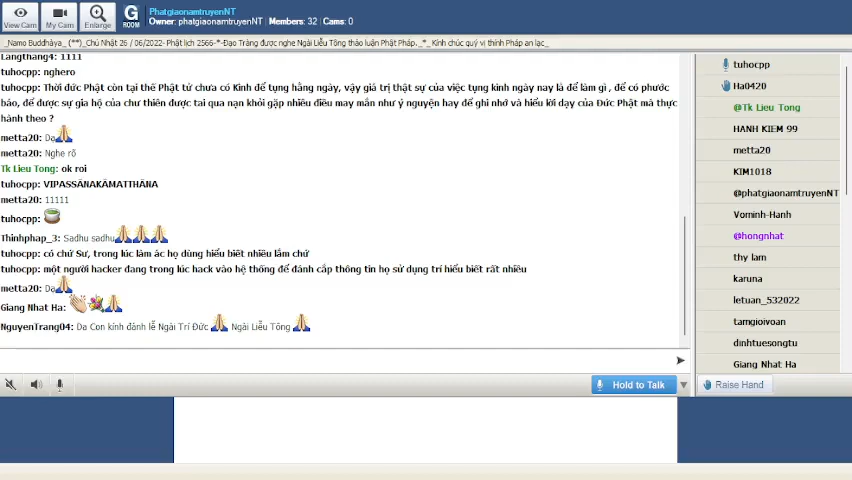 View Cam
My Cam
Enlarge
G
ROOM
PhatgiaonamtruyenNT
Owner: phatgiaonamtruyenNT | Members: 32 | Cams: 0
_Namo Buddhàya_ (**)_Chủ Nhật 26 / 06/2022- Phật lịch 2566-*-Đạo Tràng được nghe Ngài Liễu Tông thảo luận Phật Pháp. _*_ Kính chúc quý vị thính Pháp an lạc_
Langthang4: 1111
tuhocpp: nghero
tuhocpp: Thời đức Phật còn tại thế Phật tử chưa có Kinh để tụng hằng ngày, vậy giá trị thật sự của việc tụng kinh ngày nay là để làm gì , để có phước
báo, để được sự gia hộ của chư thiên được tai qua nạn khỏi gặp nhiều điều may mắn như ý nguyện hay để ghi nhớ và hiểu lời dạy của Đức Phật mà thực
hành theo ?
metta20: Dạ
metta20: Nghe rõ
Tk Lieu Tong: ok roi
tuhocpp: VIPASSĀNAKĀMATTHĀNA
metta20: 11111
tuhocpp:
Thinhphap_3: Sadhu sadhu
tuhocpp: có chứ Sư, trong lúc làm ác họ dùng hiểu biết nhiều lắm chứ
tuhocpp: một người hacker đang trong lúc hack vào hệ thống để đánh cắp thông tin họ sử dụng trí hiểu biết rất nhiều
metta20: Dạ
Giang Nhat Ha:
NguyenTrang04: Dạ Con kính đảnh lễ Ngài Trí Đức Ngài Liễu Tông
Hold to Talk
tuhocpp
Ha0420
@Tk Lieu Tong
HANH KIEM 99
metta20
KIM1018
@phatgiaonamtruyenNT
Vominh-Hanh
@hongnhat
thy lam
karuna
letuan_532022
tamgioivoan
dinhtuesongtu
Giang Nhat Ha
Raise Hand